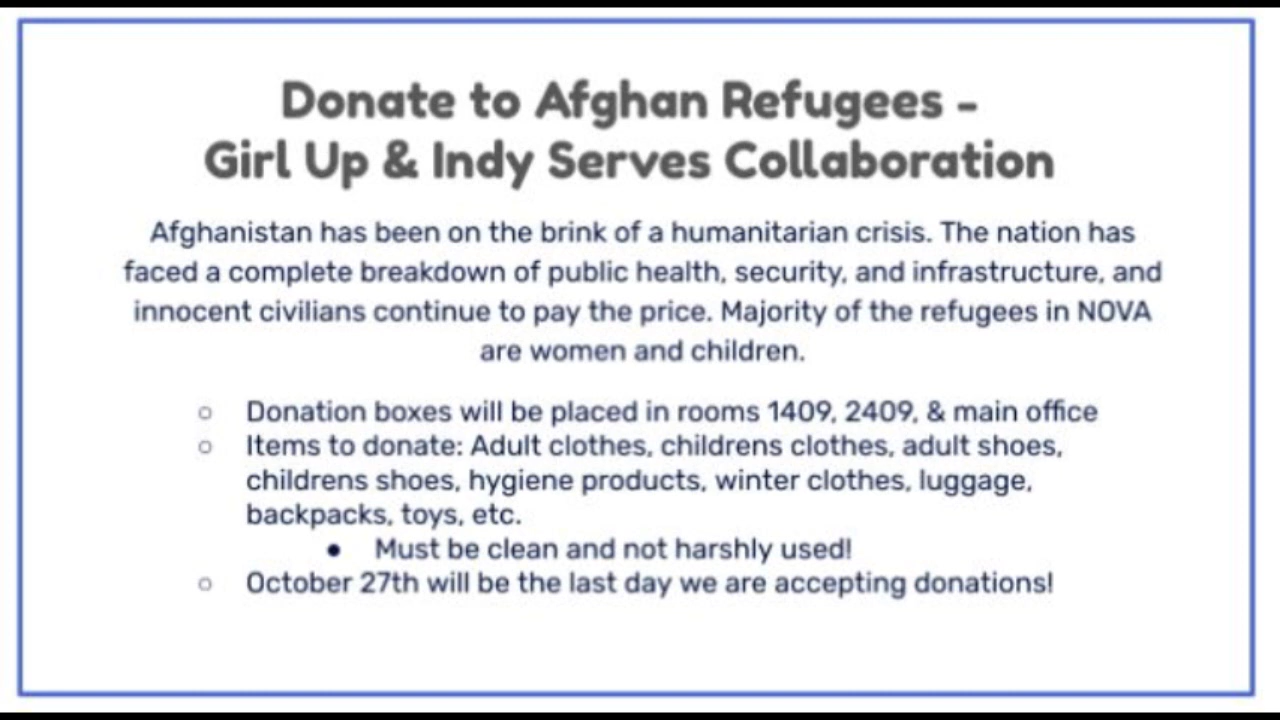 Donate to Afghan Refugees -
Girl Up & Indy Serves Collaboration
Afghanistan has been on the brink of a humanitarian crisis. The nation has
faced a complete breakdown of public health, security, and infrastructure, and
innocent civilians continue to pay the price. Majority of the refugees in NOVA
are women and children.
○ Donation boxes will be placed in rooms 1409, 2409, & main office
○ Items to donate: Adult clothes, childrens clothes, adult shoes,
childrens shoes, hygiene products, winter clothes, luggage,
backpacks, toys, etc.
● Must be clean and not harshly used!
○ October 27th will be the last day we are accepting donations!